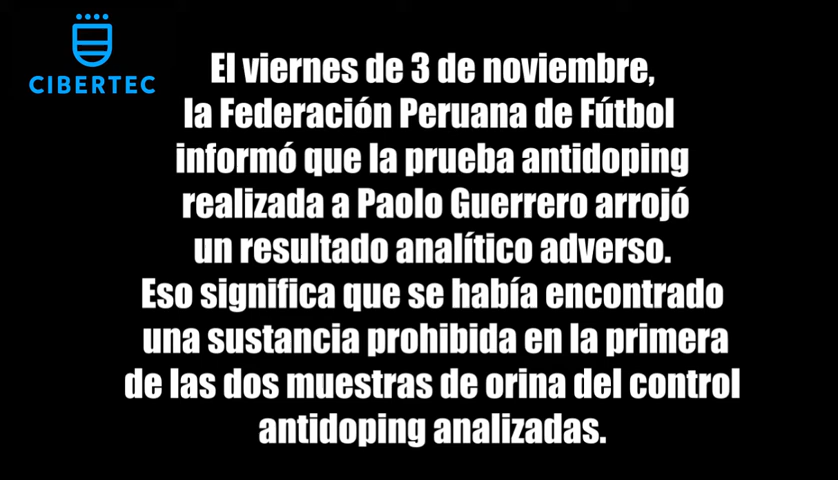 CIBERTEC
El viernes de 3 de noviembre,
la Federación Peruana de Fútbol
informó que la prueba antidoping
realizada a Paolo Guerrero arrojó
un resultado analítico adverso.
Eso significa que se había encontrado
una sustancia prohibida en la primera
de las dos muestras de orina del control
antidoping analizadas.